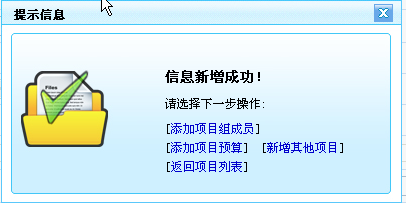 提示信息
Files
信息新增成功!
请选择下一步操作:
[添加项目组成员]
[添加项目预算] [新增其他项目]
[返回项目列表]